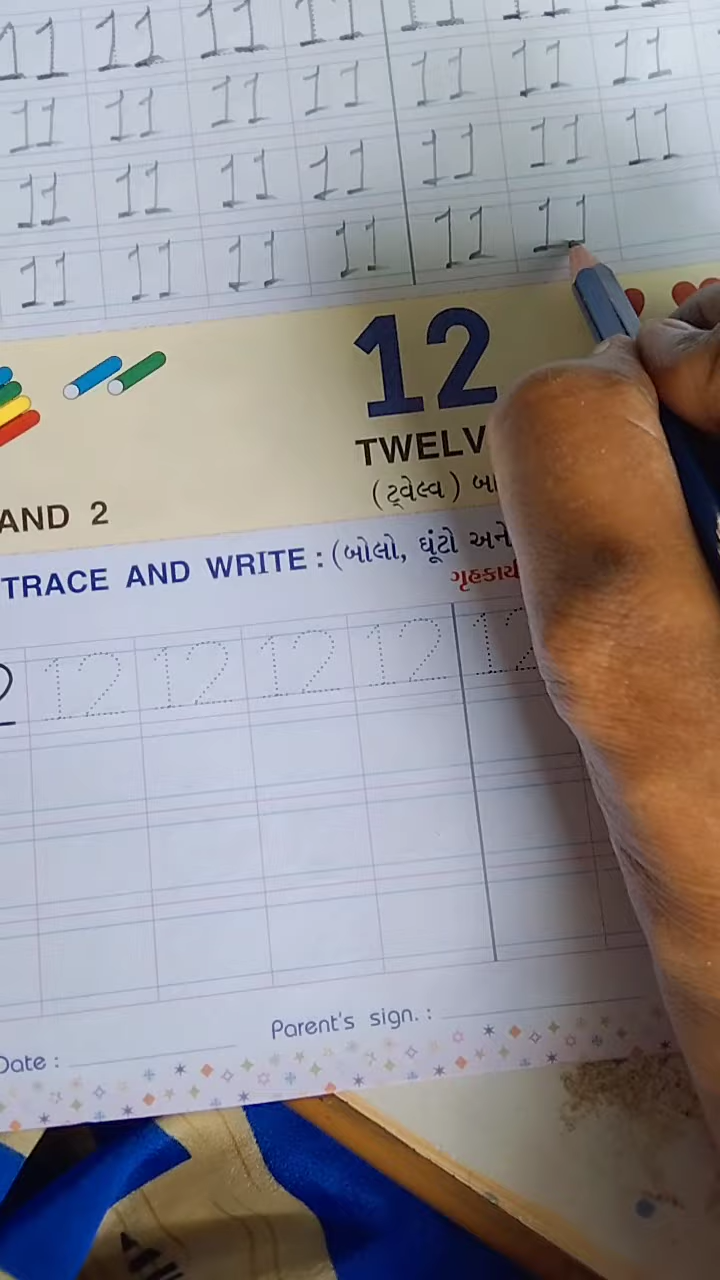 11 11 11 11 11 11
11 11 11 11 11 11 11
11 11 11 11 11 11 11
11 11 11 11 11 11
12
TWELV
(ટ્વેલ્વ) બા
AND 2
TRACE AND WRITE : (બોલો, ઘૂંટો અને
ગૃહકાર્ય
2 12 12 12 12 12
Parent's sign. :
Date :